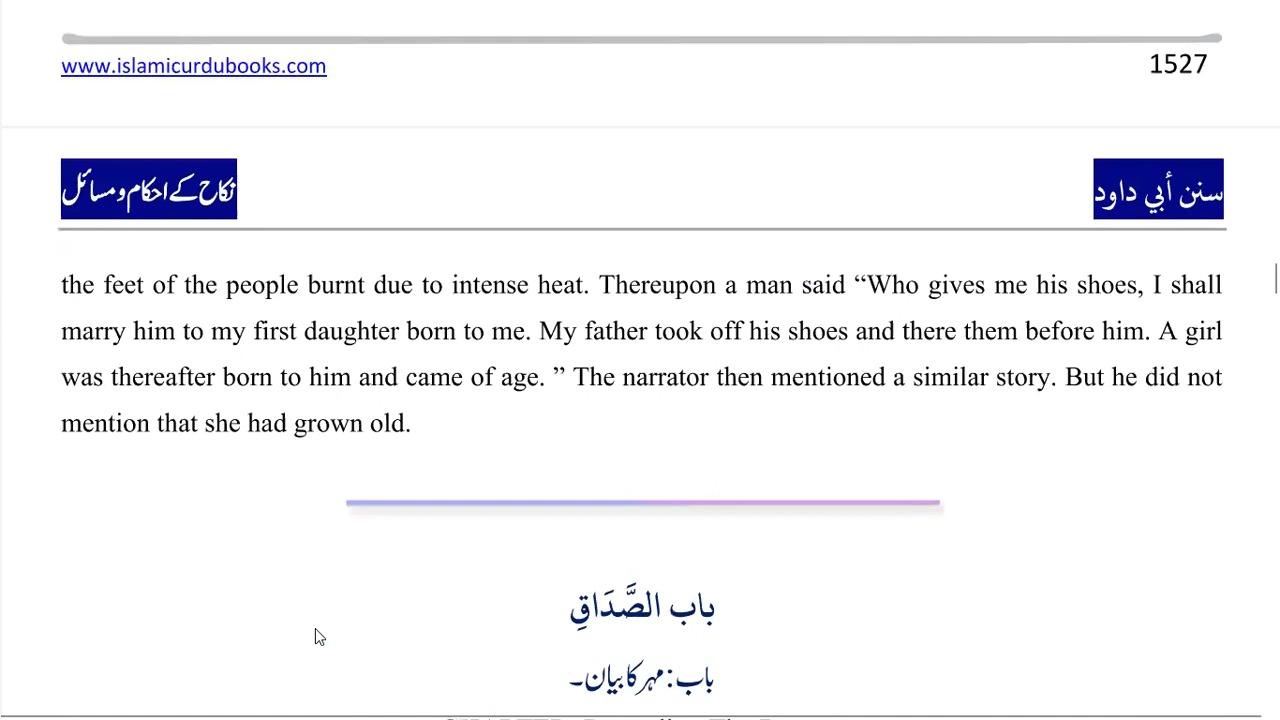 www.islamicurdubooks.com 1527
نکاح کے احکام و مسائل سنن أبي داود
the feet of the people burnt due to intense heat. Thereupon a man said “Who gives me his shoes, I shall
marry him to my first daughter born to me. My father took off his shoes and there them before him. A girl
was thereafter born to him and came of age. ” The narrator then mentioned a similar story. But he did not
mention that she had grown old.
باب الصَّدَاقِ
باب: مہر کا بیان۔